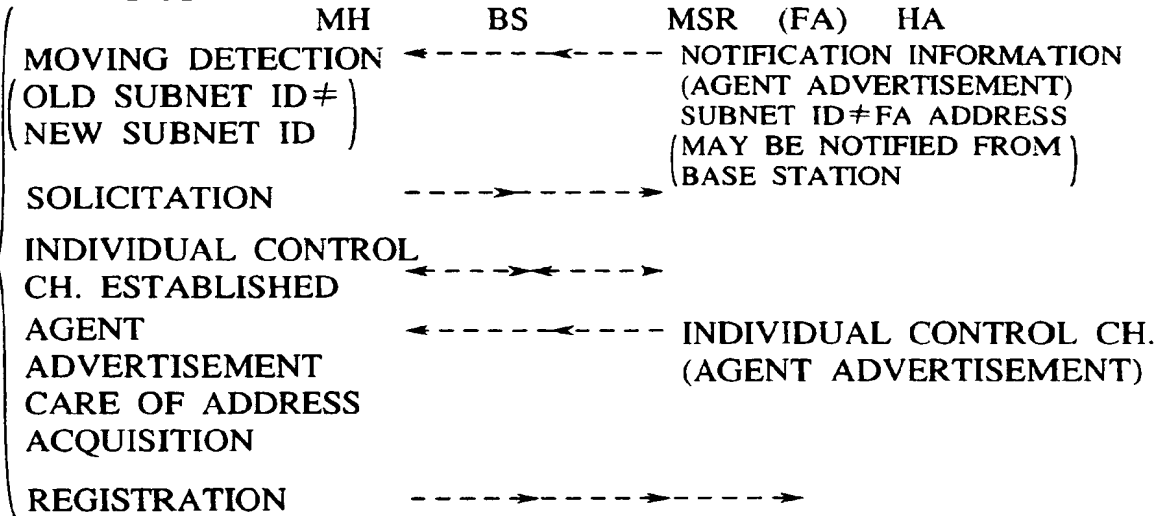 MH BS MSR (FA) HA
MOVING DETECTION
(OLD SUBNET ID≠
NEW SUBNET ID)
NOTIFICATION INFORMATION
(AGENT ADVERTISEMENT)
SUBNET ID≠FA ADDRESS
(MAY BE NOTIFIED FROM
BASE STATION)
SOLICITATION
INDIVIDUAL CONTROL
CH. ESTABLISHED
AGENT
ADVERTISEMENT
CARE OF ADDRESS
ACQUISITION
INDIVIDUAL CONTROL CH.
(AGENT ADVERTISEMENT)
REGISTRATION